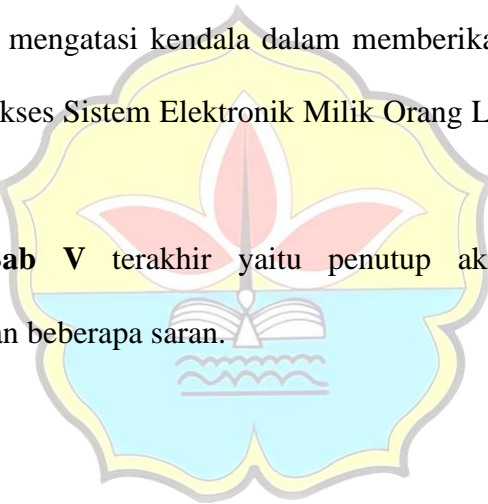 mengatasi kendala dalam memberika
kses Sistem Elektronik Milik Orang L
ab V terakhir yaitu penutup ak
an beberapa saran.